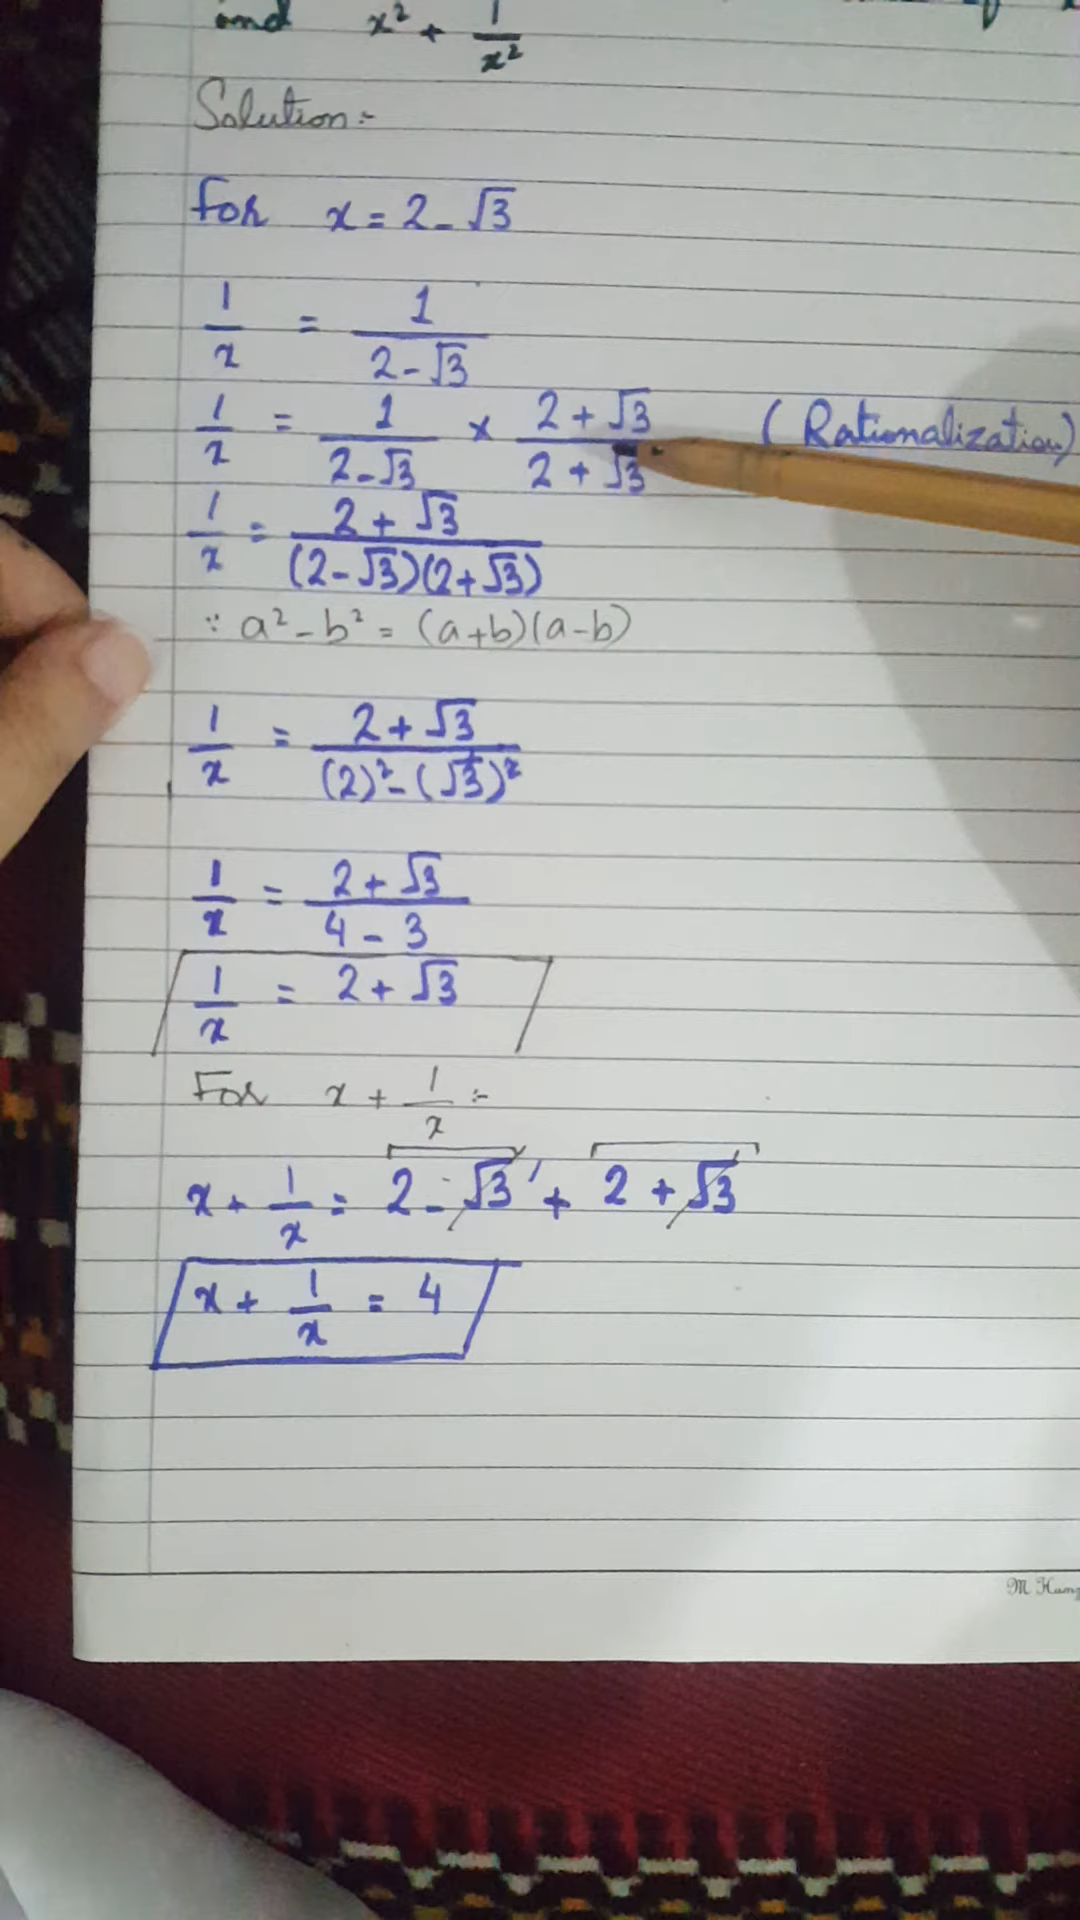 and x² + 1/x²
Solution:-
For x = 2 - √3
1/x = 1/(2 - √3)
1/x = 1/(2 - √3) × (2 + √3)/(2 + √3) (Rationalization)
1/x = (2 + √3)/((2 - √3)(2 + √3))
∵ a² - b² = (a+b)(a-b)
1/x = (2 + √3)/((2)² - (√3)²)
1/x = (2 + √3)/(4 - 3)
1/x = 2 + √3
For x + 1/x :-
x + 1/x = 2 - √3 + 2 + √3
x + 1/x = 4